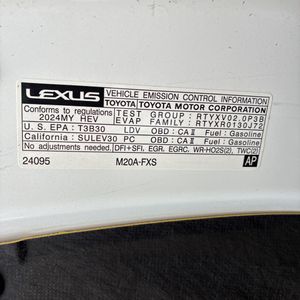 LEXUS VEHICLE EMISSION CONTROL INFORMATION
TOYOTA TOYOTA MOTOR CORPORATION
Conforms to regulations
2024MY HEV
TEST GROUP : RTYXV02.0P3B
EVAP FAMILY : RTYXR0130J72
U. S. EPA : T3B30 LDV OBD : CA II Fuel : Gasoline
California : SULEV30 PC OBD : CA II Fuel : Gasoline
No adjustments needed. DFI+SFI, EGR, EGRC, WR-HO2S(2), TWC(2)
24095 M20A-FXS AP